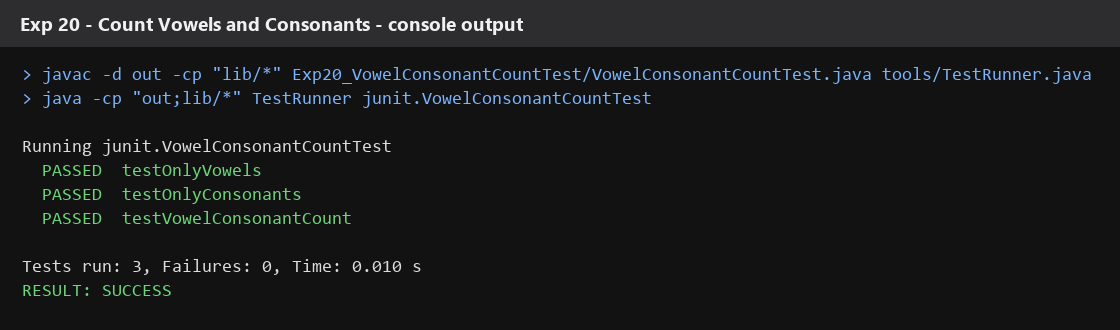 Exp 20 - Count Vowels and Consonants - console output
> javac -d out -cp "lib/*" Exp20_VowelConsonantCountTest/VowelConsonantCountTest.java tools/TestRunner.java
> java -cp "out;lib/*" TestRunner junit.VowelConsonantCountTest
Running junit.VowelConsonantCountTest
PASSED  testOnlyVowels
PASSED  testOnlyConsonants
PASSED  testVowelConsonantCount
Tests run: 3, Failures: 0, Time: 0.010 s
RESULT: SUCCESS